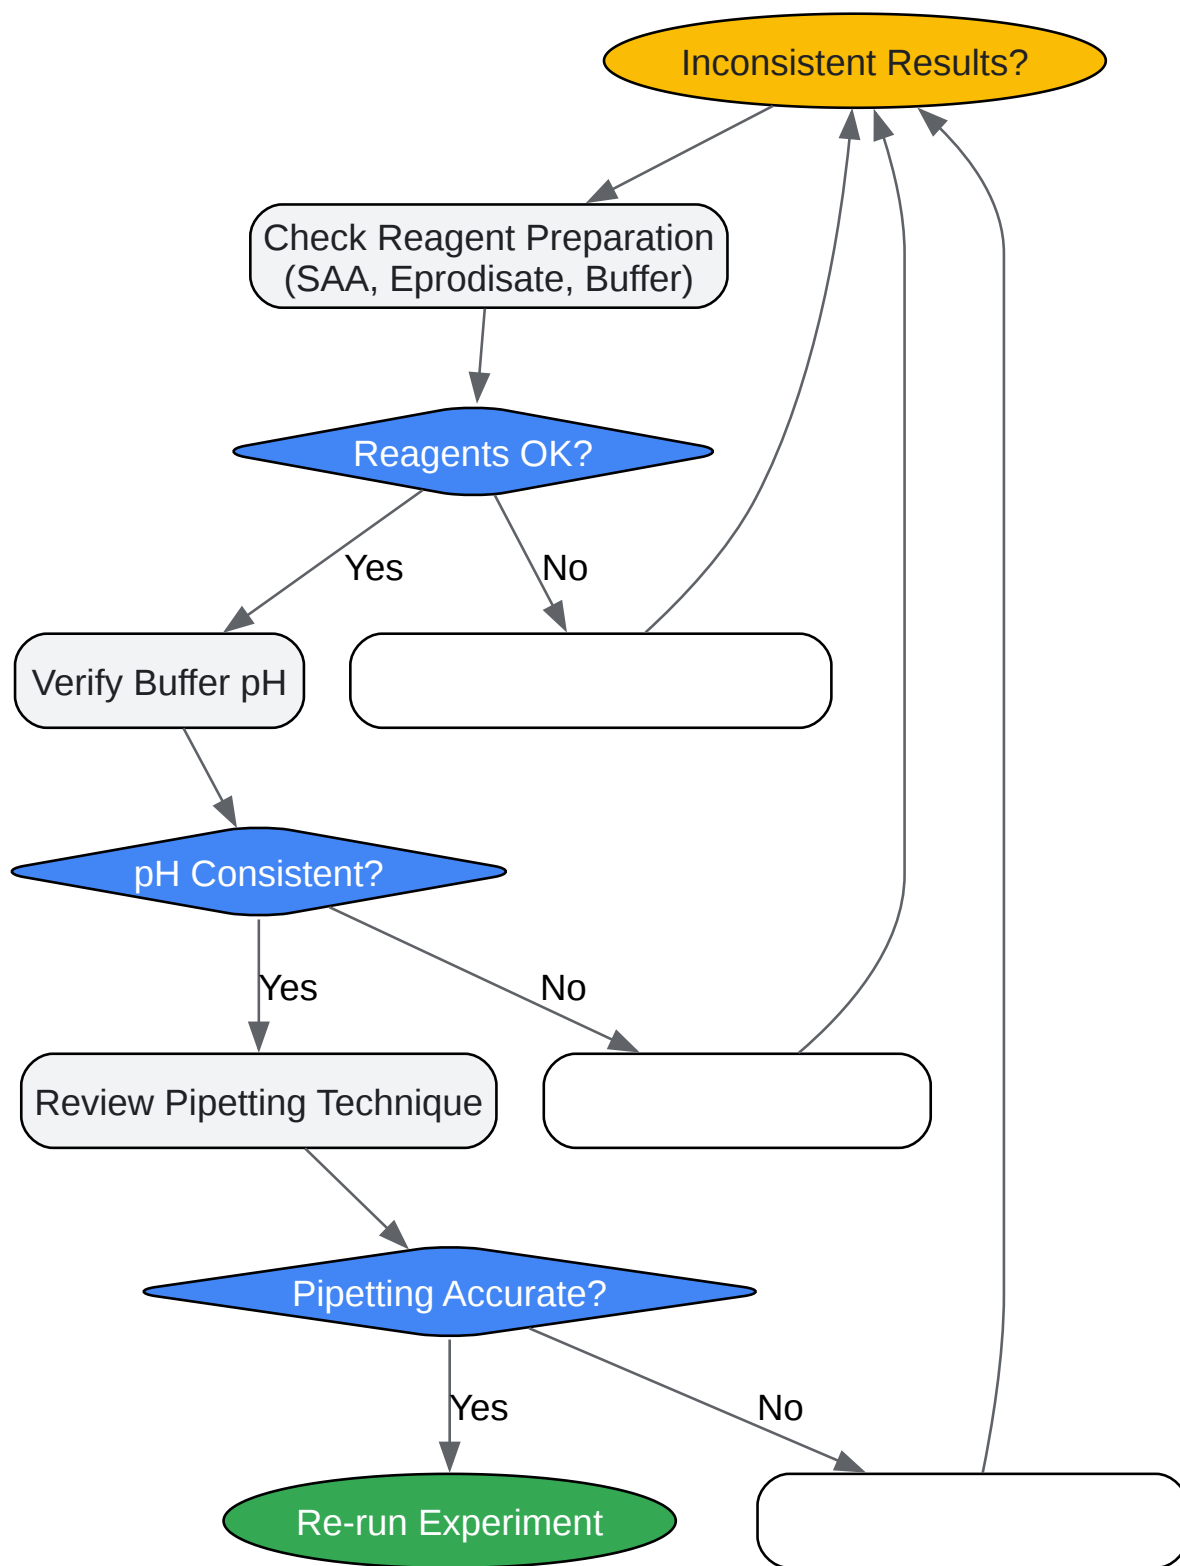 Inconsistent Results?
Check Reagent Preparation
(SAA, Eprodisate, Buffer)
Reagents OK?
Yes
No
Verify Buffer pH
pH Consistent?
Yes
No
Review Pipetting Technique
Pipetting Accurate?
Yes
No
Re-run Experiment